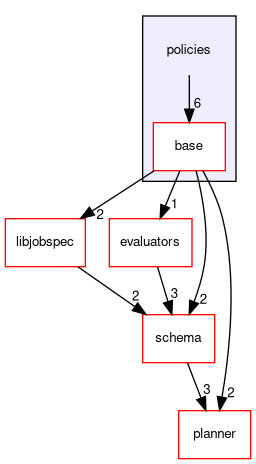 policies
6
base
2
1
libjobspec
evaluators
2
3
2
schema
3
2
planner